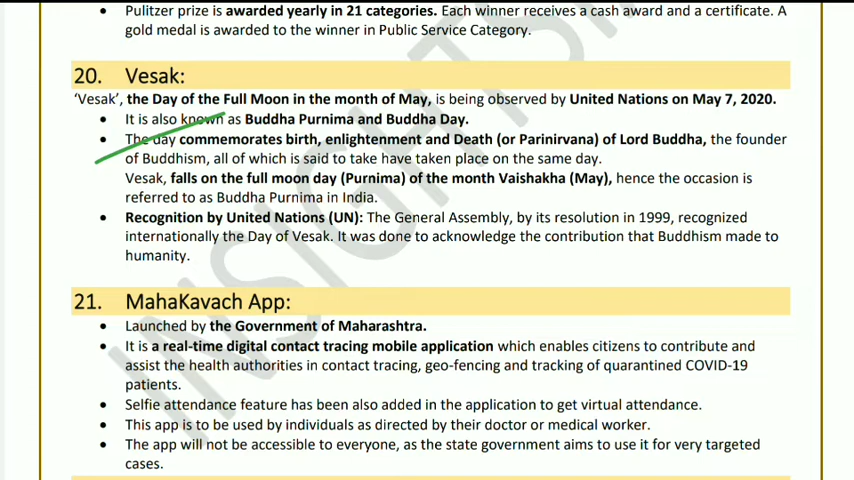 • Pulitzer prize is awarded yearly in 21 categories. Each winner receives a cash award and a certificate. A
gold medal is awarded to the winner in Public Service Category.
20. Vesak:
‘Vesak’, the Day of the Full Moon in the month of May, is being observed by United Nations on May 7, 2020.
• It is also known as Buddha Purnima and Buddha Day.
• The day commemorates birth, enlightenment and Death (or Parinirvana) of Lord Buddha, the founder
of Buddhism, all of which is said to take have taken place on the same day.
Vesak, falls on the full moon day (Purnima) of the month Vaishakha (May), hence the occasion is
referred to as Buddha Purnima in India.
• Recognition by United Nations (UN): The General Assembly, by its resolution in 1999, recognized
internationally the Day of Vesak. It was done to acknowledge the contribution that Buddhism made to
humanity.
21. MahaKavach App:
• Launched by the Government of Maharashtra.
• It is a real-time digital contact tracing mobile application which enables citizens to contribute and
assist the health authorities in contact tracing, geo-fencing and tracking of quarantined COVID-19
patients.
• Selfie attendance feature has been also added in the application to get virtual attendance.
• This app is to be used by individuals as directed by their doctor or medical worker.
• The app will not be accessible to everyone, as the state government aims to use it for very targeted
cases.
INSIGHTS